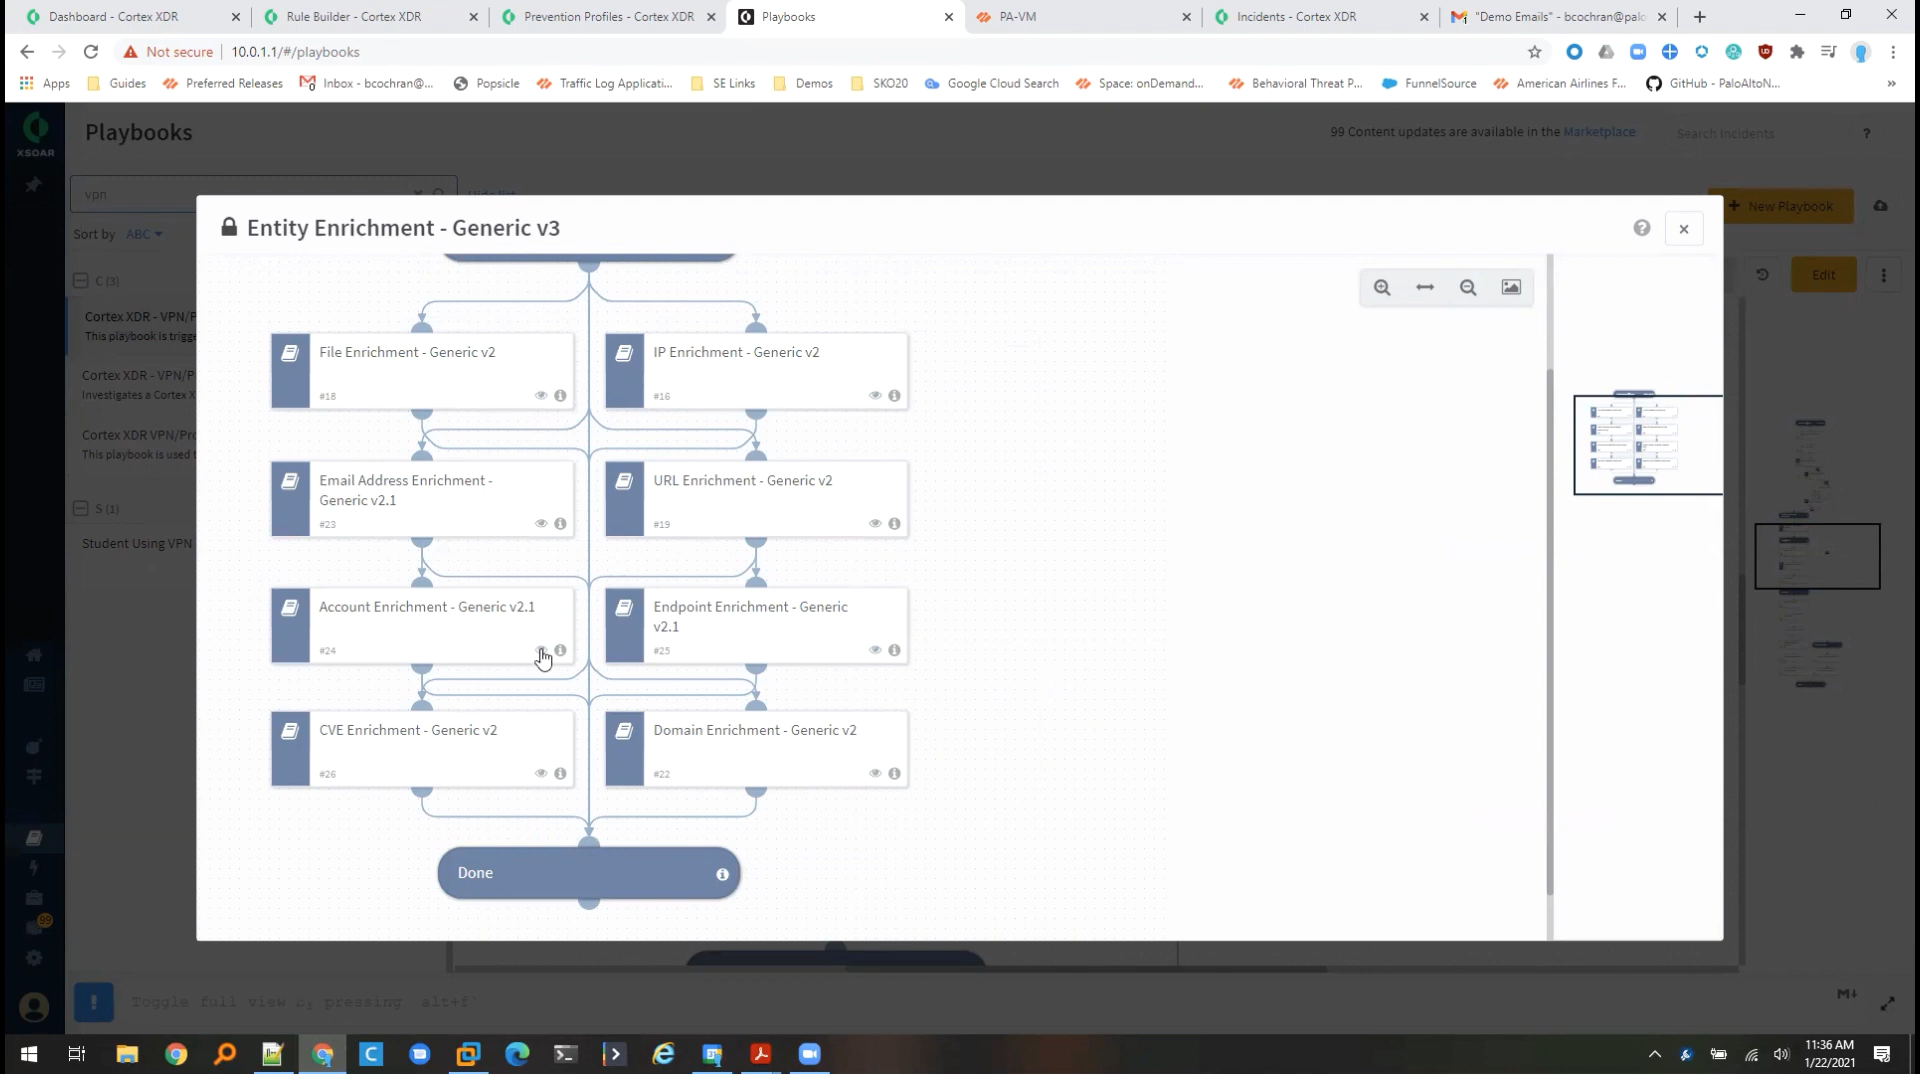 Dashboard - Cortex XDR
Rule Builder - Cortex XDR
Prevention Profiles - Cortex XDR
Playbooks
PA-VM
Incidents - Cortex XDR
"Demo Emails" - bcochran@palo
Not secure
10.0.1.1/#/playbooks
Apps
Guides
Preferred Releases
Inbox - bcochran@...
Popsicle
Traffic Log Applicati...
SE Links
Demos
SKO20
Google Cloud Search
Space: onDemand...
Behavioral Threat P...
FunnelSource
American Airlines F...
GitHub - PaloAltoN...
»
XSOAR
Playbooks
99 Content updates are available in the Marketplace
Search Incidents
?
vpn
Hide list
New Playbook
Sort by ABC
C (3)
Edit
Cortex XDR - VPN/P
This playbook is trigge
Cortex XDR - VPN/P
Investigates a Cortex X
Cortex XDR VPN/Pro
This playbook is used t
S (1)
Student Using VPN
Entity Enrichment - Generic v3
File Enrichment - Generic v2
#18
IP Enrichment - Generic v2
#16
Email Address Enrichment -
Generic v2.1
#23
URL Enrichment - Generic v2
#19
Account Enrichment - Generic v2.1
#24
Endpoint Enrichment - Generic
v2.1
#25
CVE Enrichment - Generic v2
#26
Domain Enrichment - Generic v2
#22
Done
99
! Toggle full view by pressing `alt+f`
M↓
11:36 AM
1/22/2021